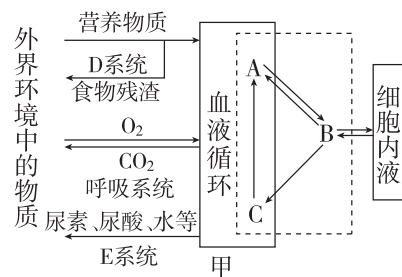 外界环境中的物质
营养物质
D系统
食物残渣
O₂
CO₂
呼吸系统
尿素、尿酸、水等
E系统
血液循环
A
B
C
细胞内液
甲